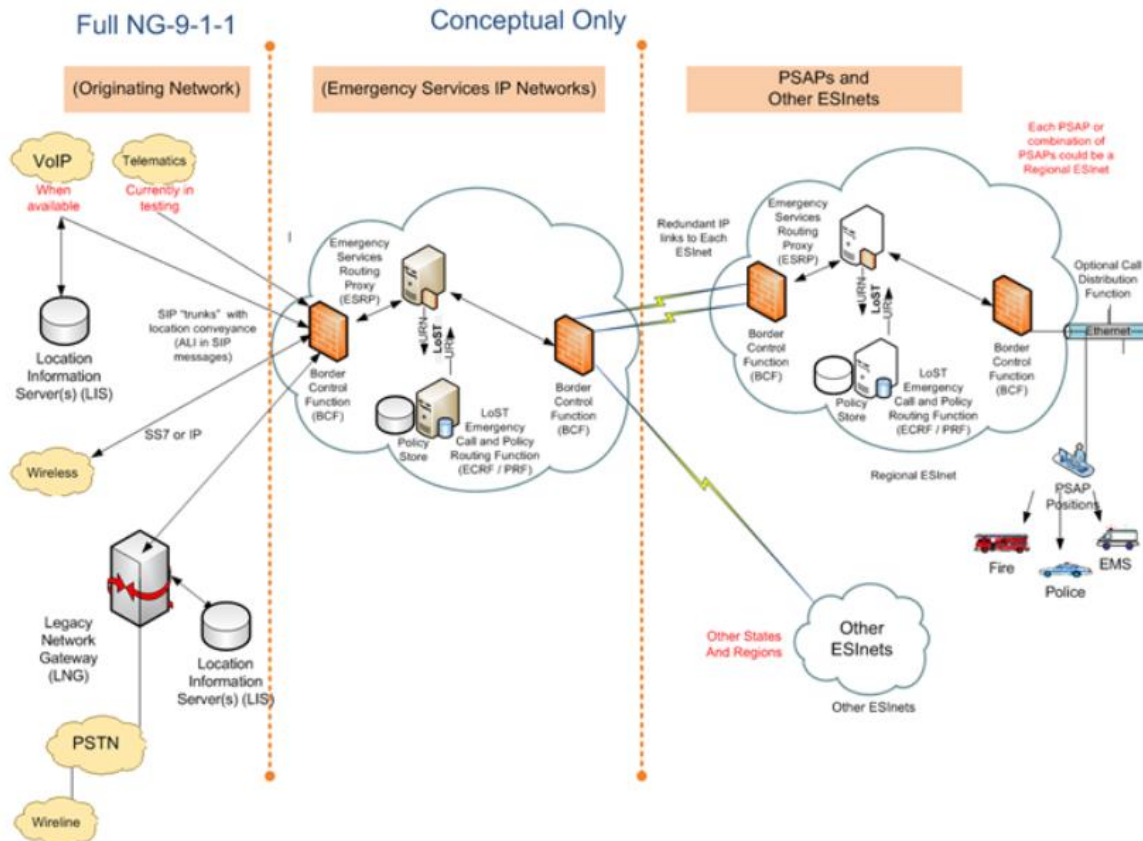 Full NG-9-1-1
Conceptual Only
(Originating Network)
(Emergency Services IP Networks)
PSAPs and
Other ESInets
Each PSAP or
combination of
PSAPs could be a
Regional ESInet
VoIP
When
available
Telematics
Currently in
testing
Location
Information
Server(s) (LIS)
SIP "trunks" with
location conveyance
(ALI in SIP
messages)
SS7 or IP
Wireless
Legacy
Network
Gateway
(LNG)
Location
Information
Server(s) (LIS)
PSTN
Wireline
Emergency
Services
Routing
Proxy
(ESRP)
URN
LoST
URI
Border
Control
Function
(BCF)
Policy
Store
LoST
Emergency
Call and Policy
Routing Function
(ECRF / PRF)
Border
Control
Function
(BCF)
Redundant IP
links to Each
ESInet
Emergency
Services
Routing Proxy
(ESRP)
URN
LoST
URI
Border
Control
Function
(BCF)
Policy
Store
LoST
Emergency
Call and Policy
Routing Function
(ECRF / PRF)
Border
Control
Function
(BCF)
Optional Call
Distribution
Function
Ethernet
Regional ESInet
PSAP
Positions
Fire
Police
EMS
Other States
And Regions
Other
ESInets
Other ESInets